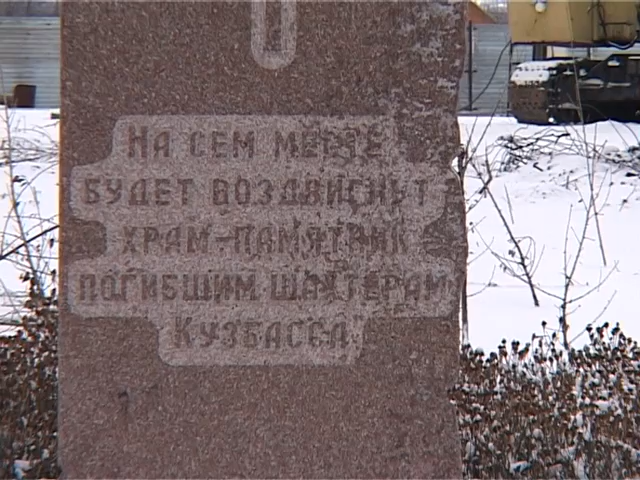 На сем месте
будет воздвигнут
храм-памятник
погибшим шахтерам
Кузбасса